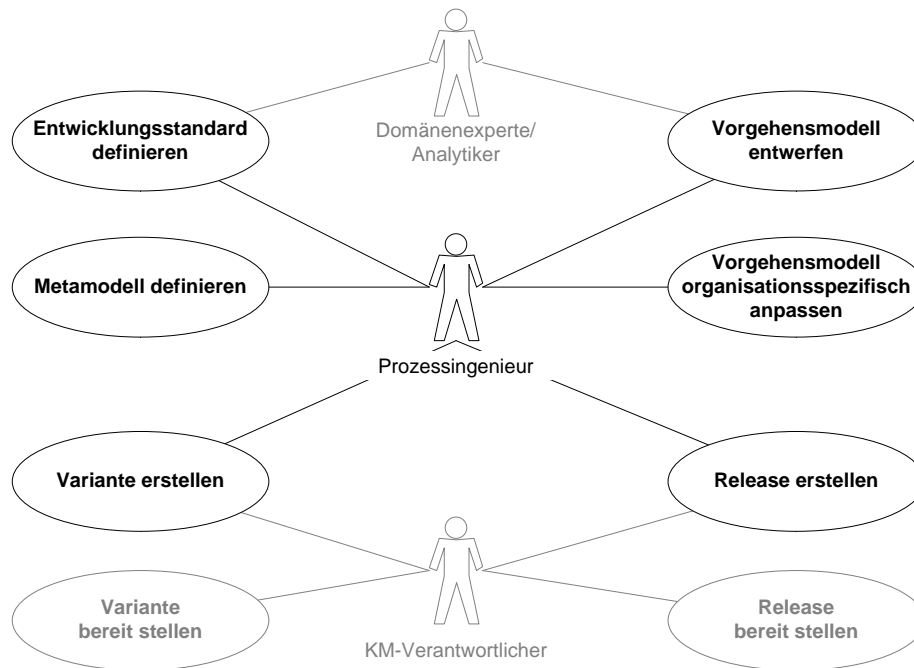 Domänenexperte/
Analytiker
Entwicklungsstandard
definieren
Vorgehensmodell
entwerfen
Metamodell definieren
Vorgehensmodell
organisationsspezifisch
anpassen
Prozessingenieur
Variante erstellen
Release erstellen
Variante
bereit stellen
Release
bereit stellen
KM-Verantwortlicher